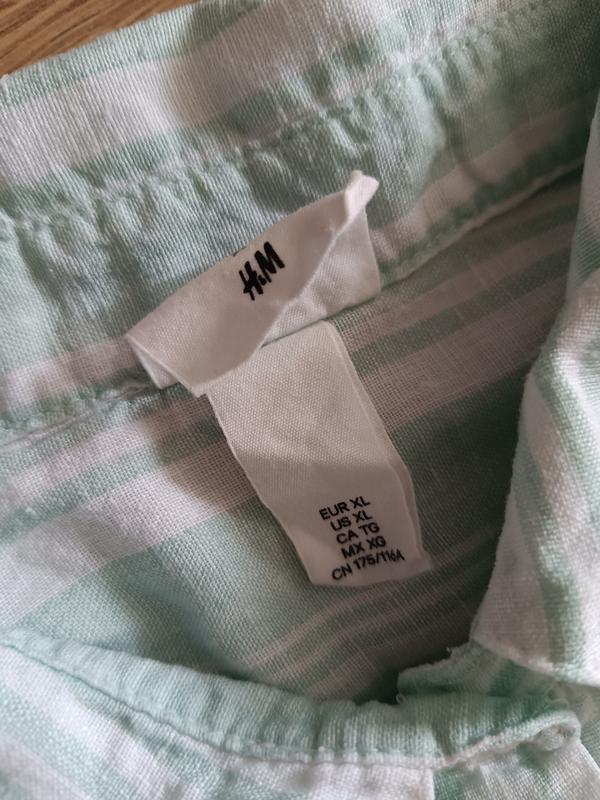 H&M
EUR XL
US XL
CA TG
MX XG
CN 175/116A